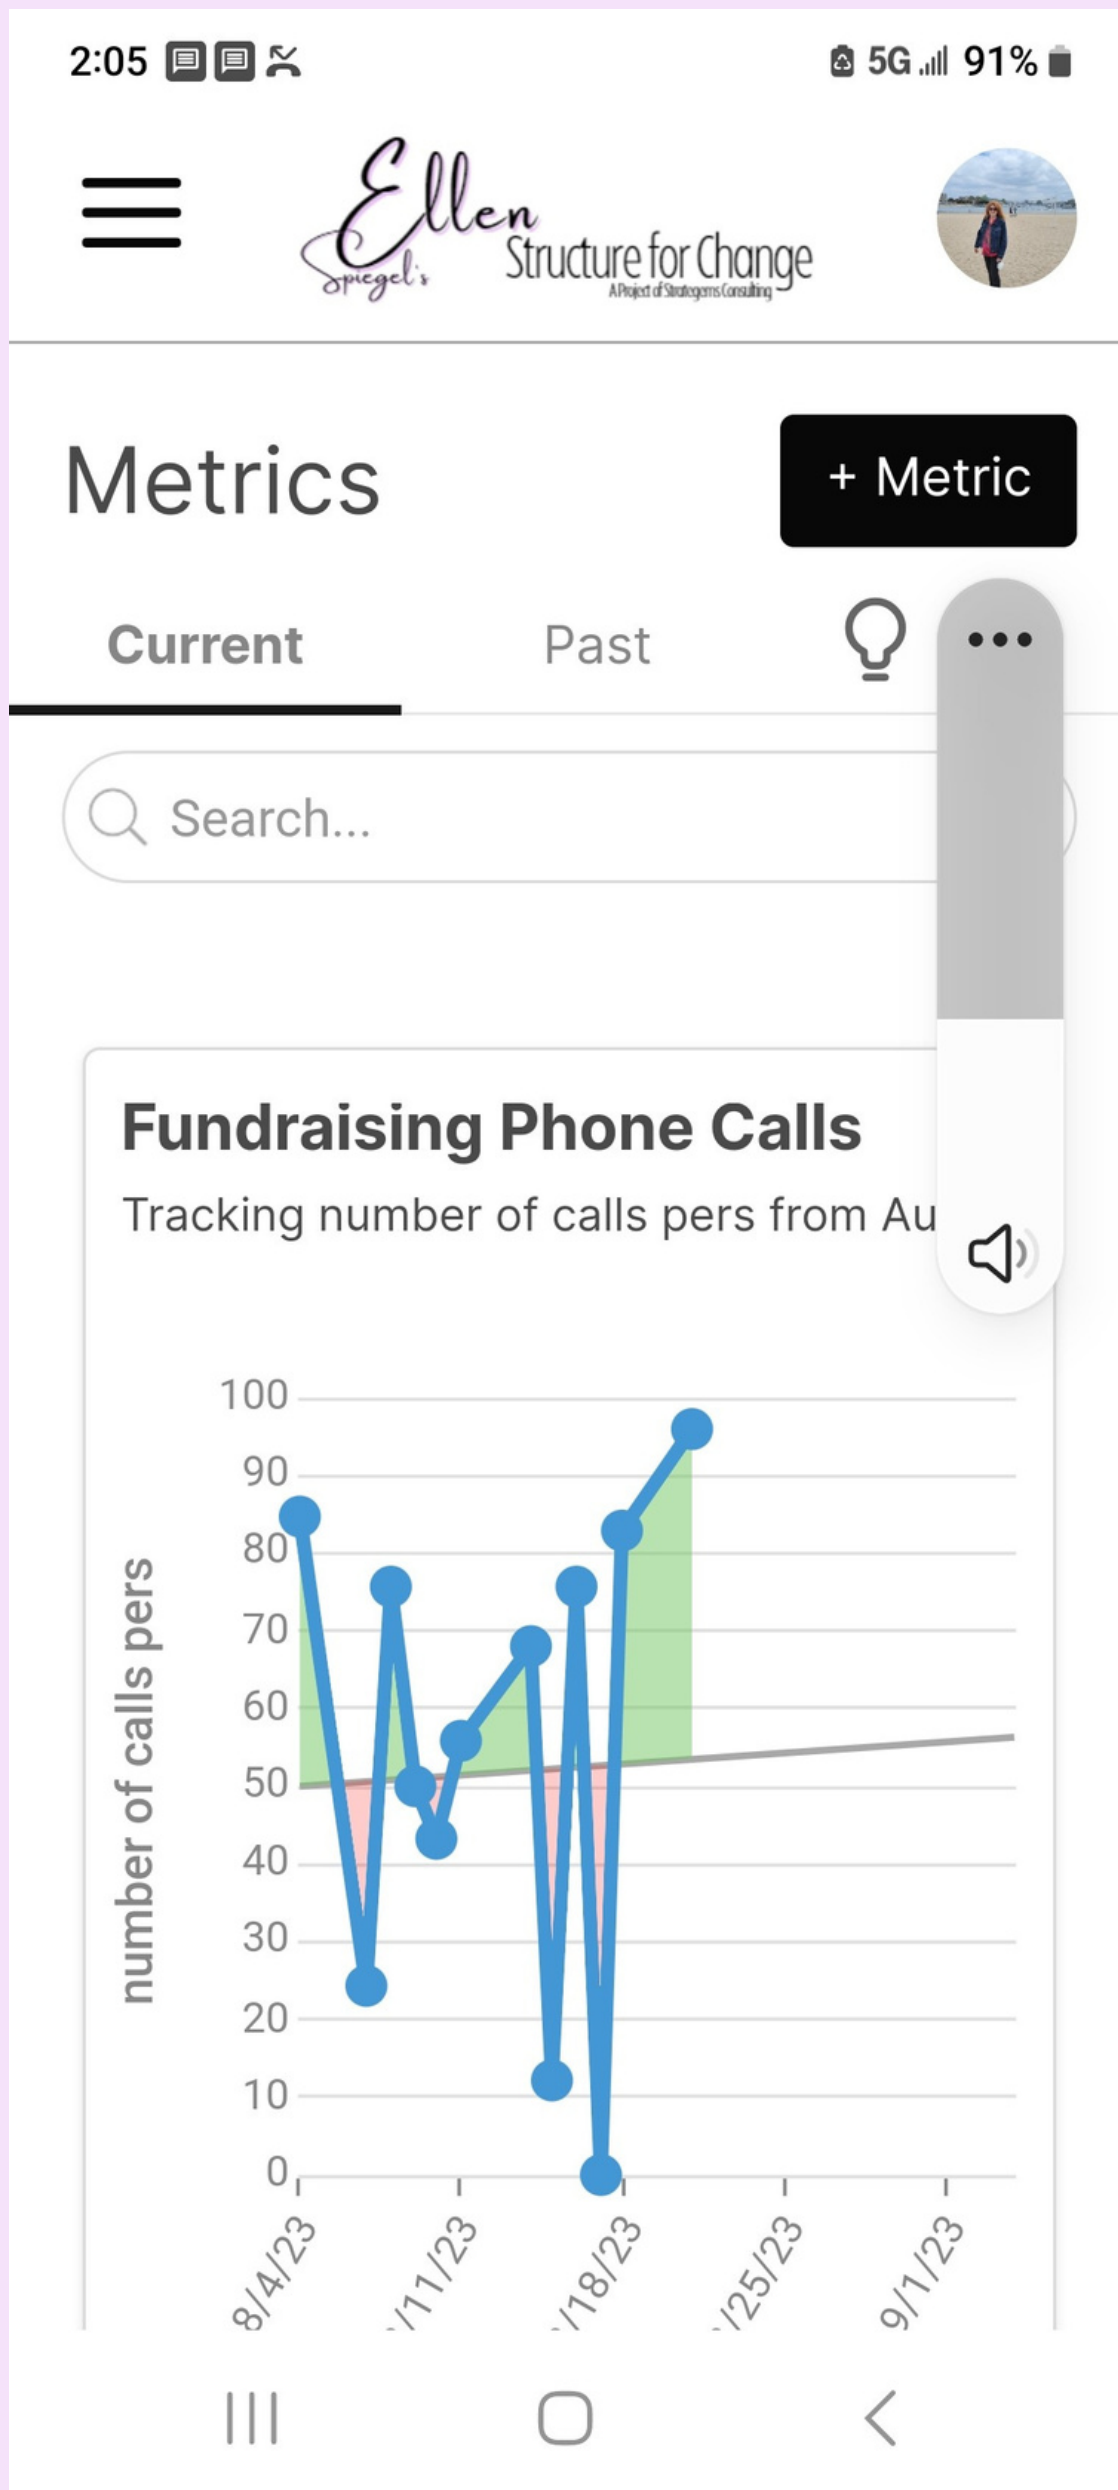 2:05
5G 91%
Ellen
Spiegel's
Structure for Change
A Project of Strategems Consulting
Metrics
+ Metric
Current
Past
Search...
Fundraising Phone Calls
Tracking number of calls pers from Au
number of calls pers
100
90
80
70
60
50
40
30
20
10
0
8/4/23
/11/23
/18/23
/25/23
9/1/23